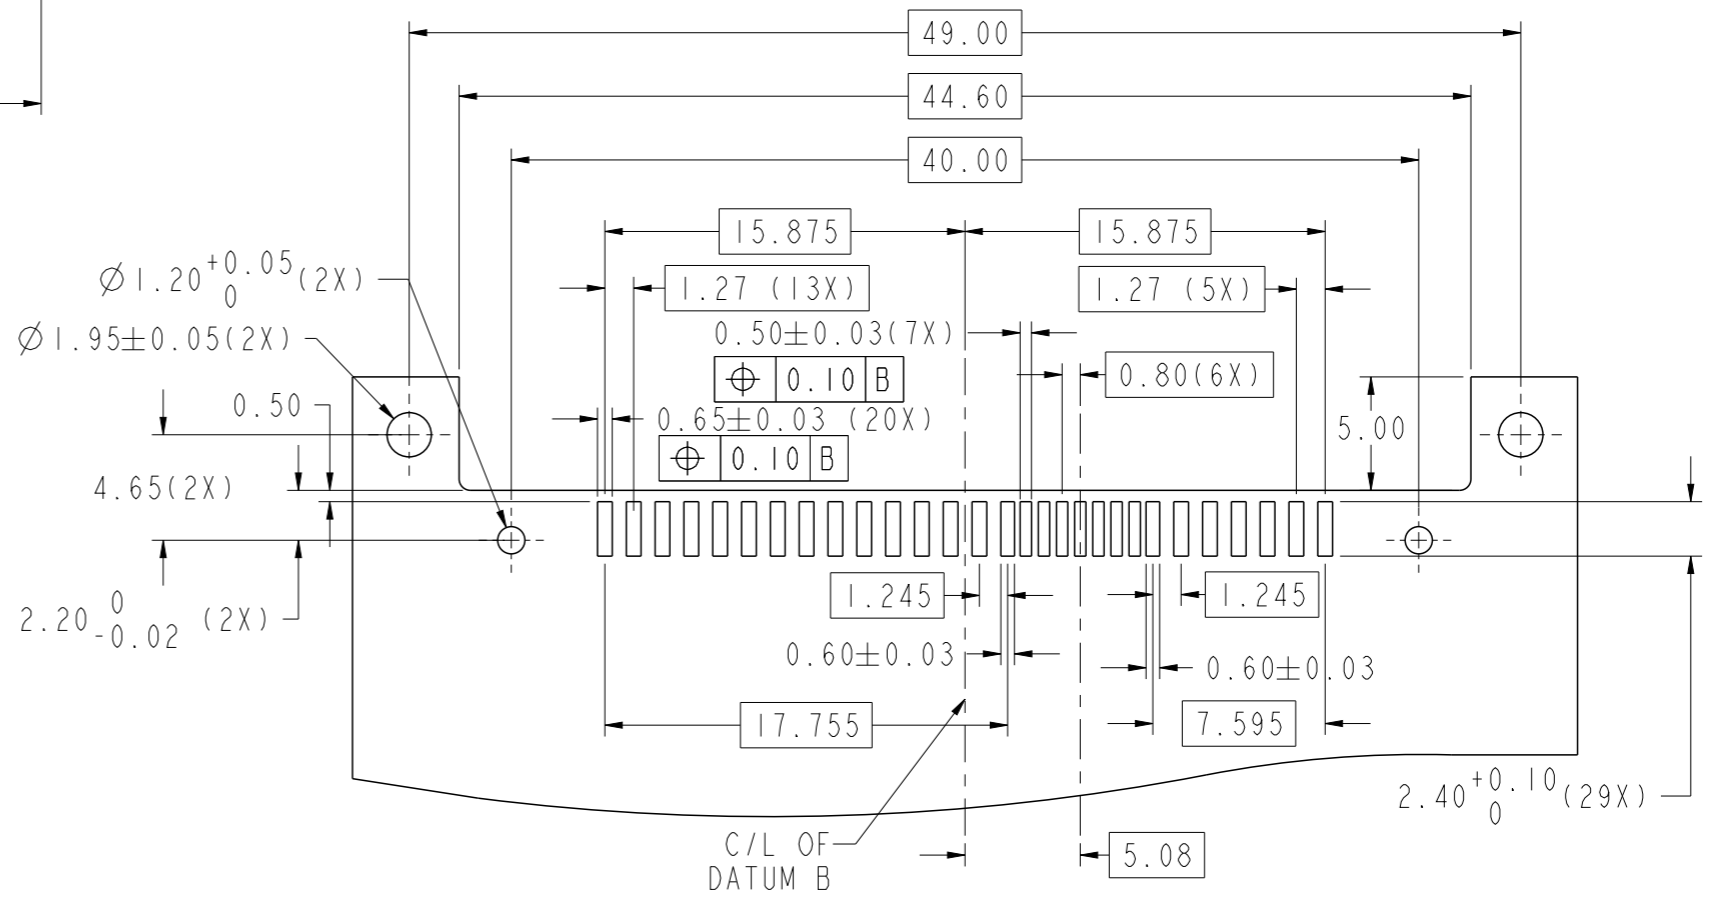 49.00
44.60
40.00
15.875
15.875
∅1.20 +0.05 0 (2X)
1.27 (13X)
1.27 (5X)
∅1.95±0.05(2X)
0.50±0.03(7X)
⌖ 0.10 B
0.80(6X)
0.50
0.65±0.03 (20X)
5.00
⌖ 0.10 B
4.65(2X)
1.245
1.245
2.20 0 -0.02 (2X)
0.60±0.03
0.60±0.03
17.755
7.595
2.40 +0.10 0 (29X)
C/L OF
DATUM B
5.08